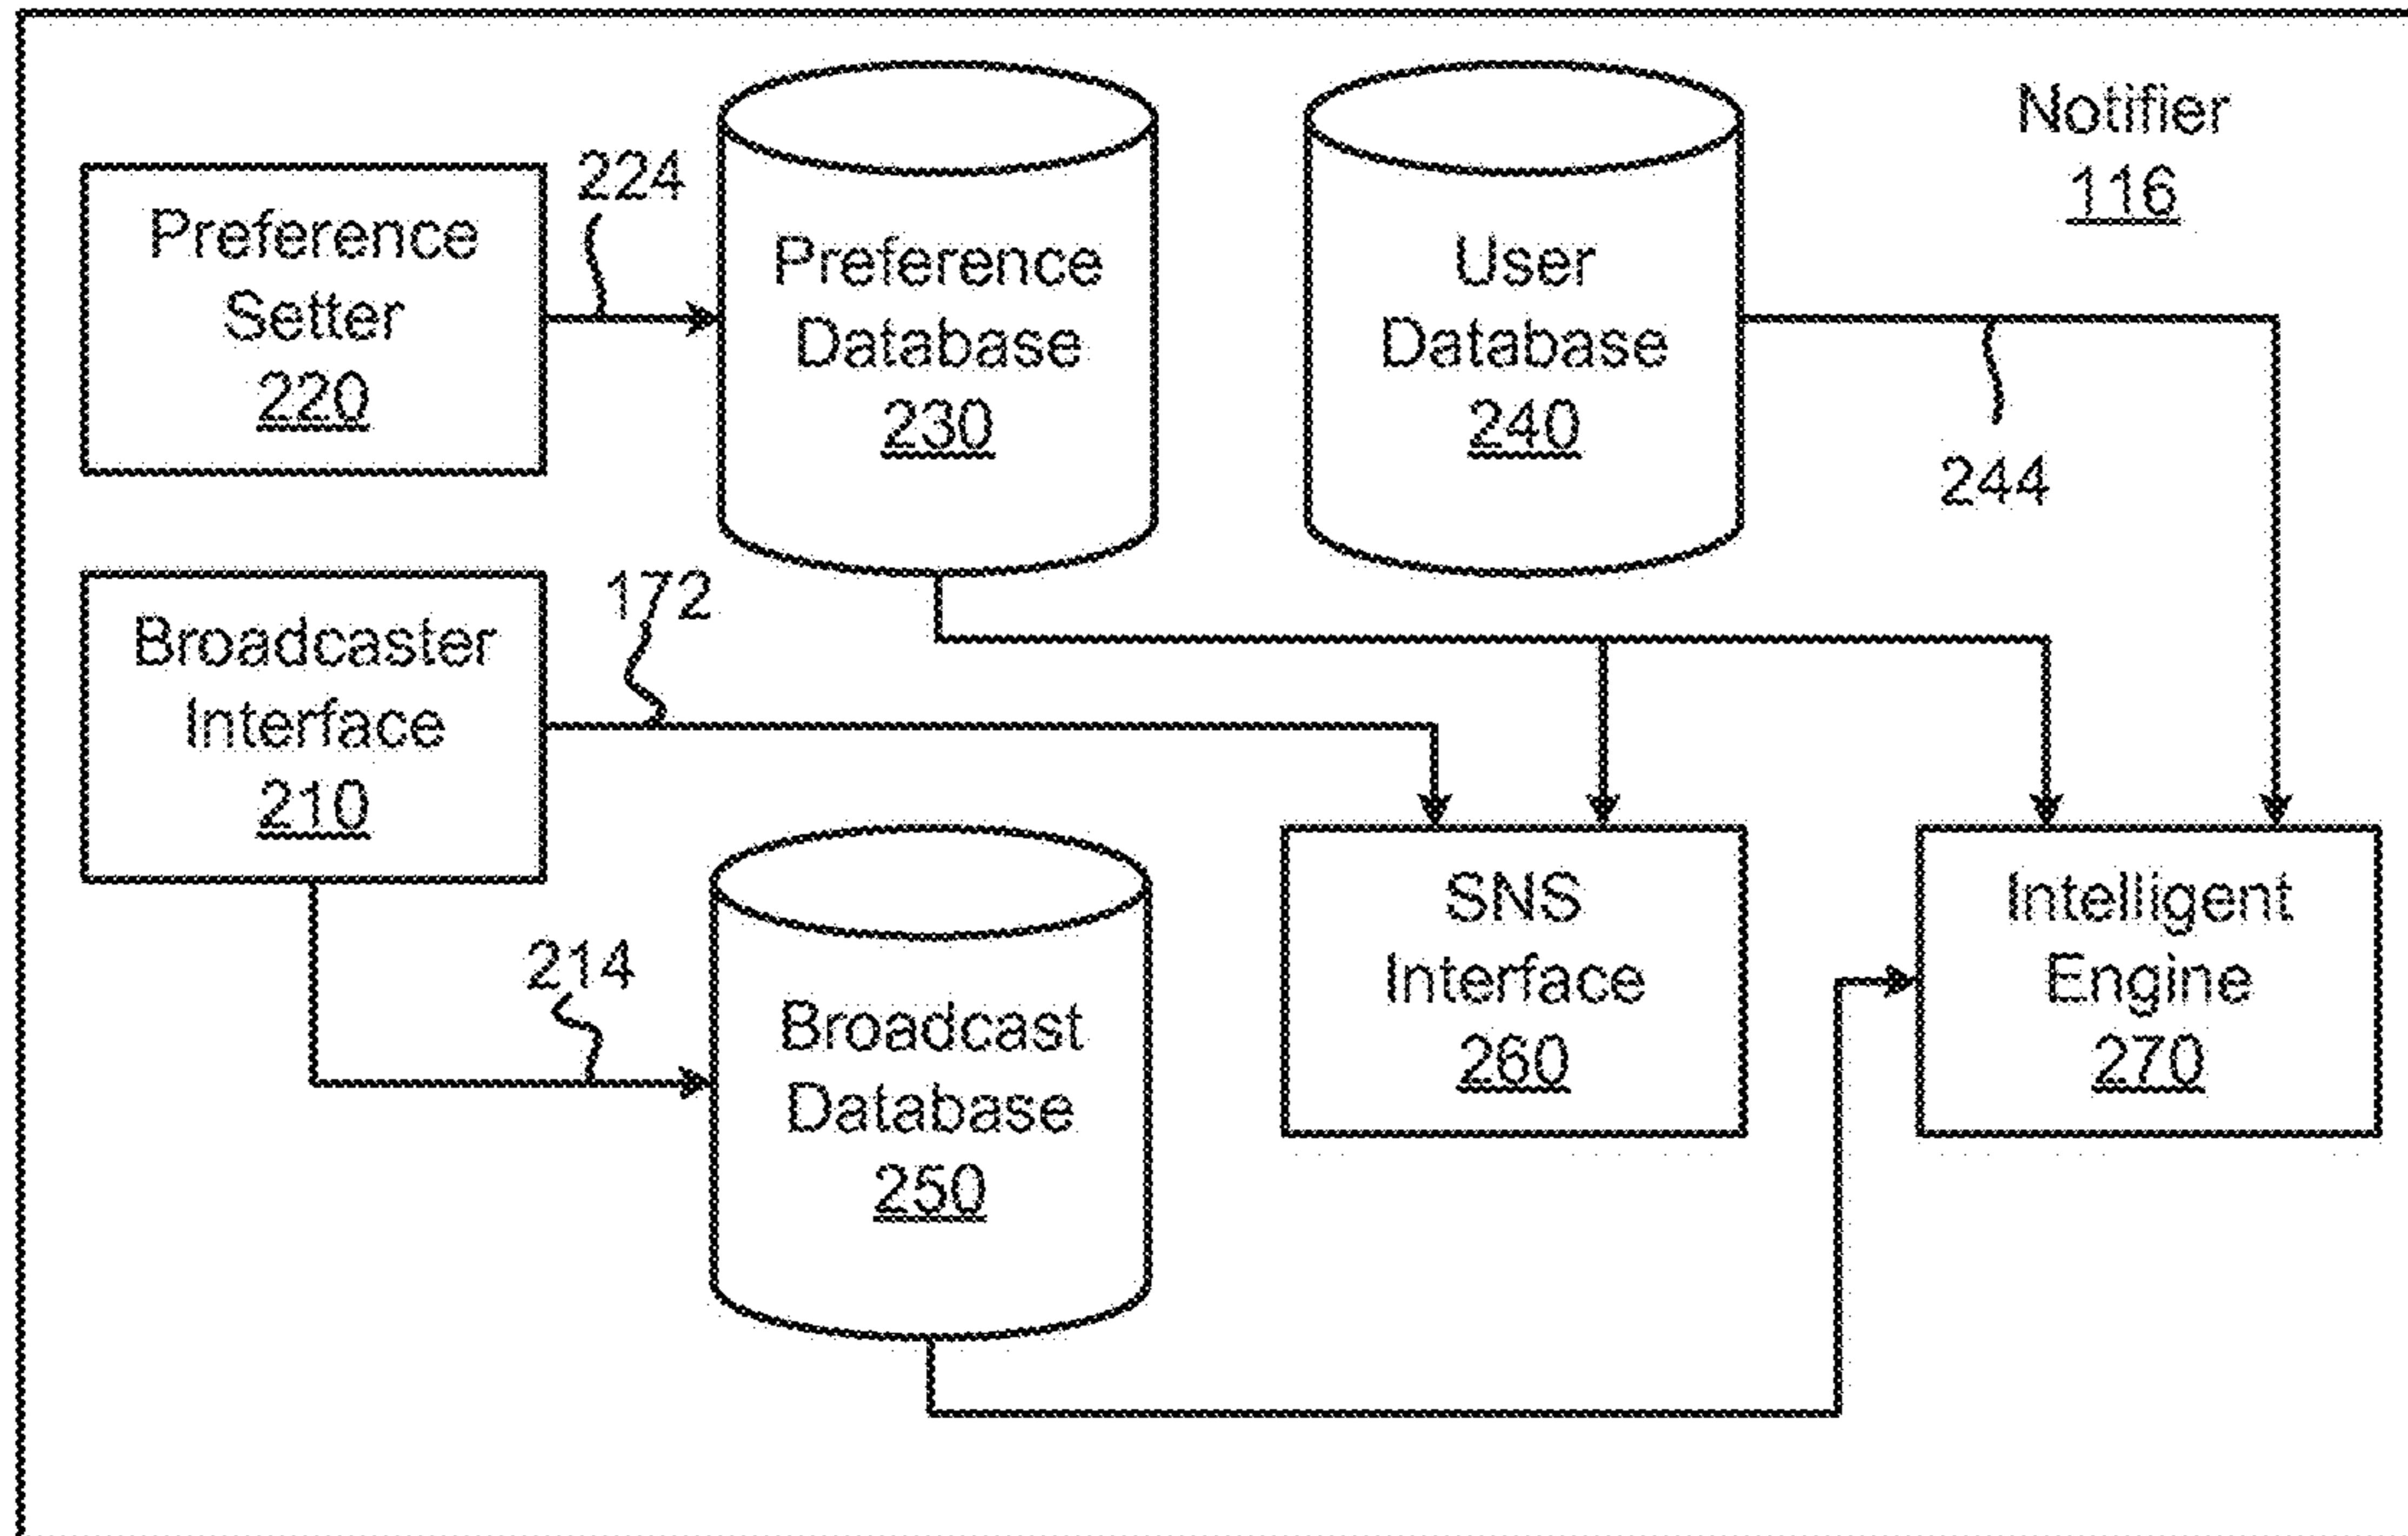 Notifier
116
Preference
Setter
220
224
Preference
Database
230
User
Database
240
244
Broadcaster
Interface
210
172
214
Broadcast
Database
250
SNS
Interface
260
Intelligent
Engine
270